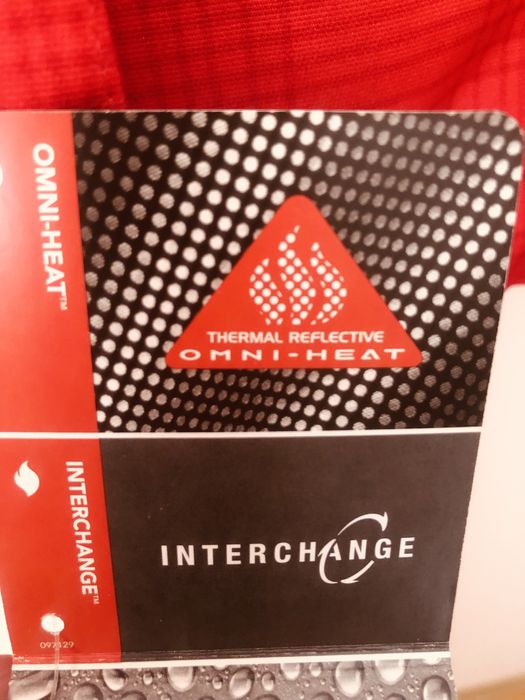 OMNI-HEAT™
THERMAL REFLECTIVE
OMNI-HEAT
INTERCHANGE™
INTERCHANGE